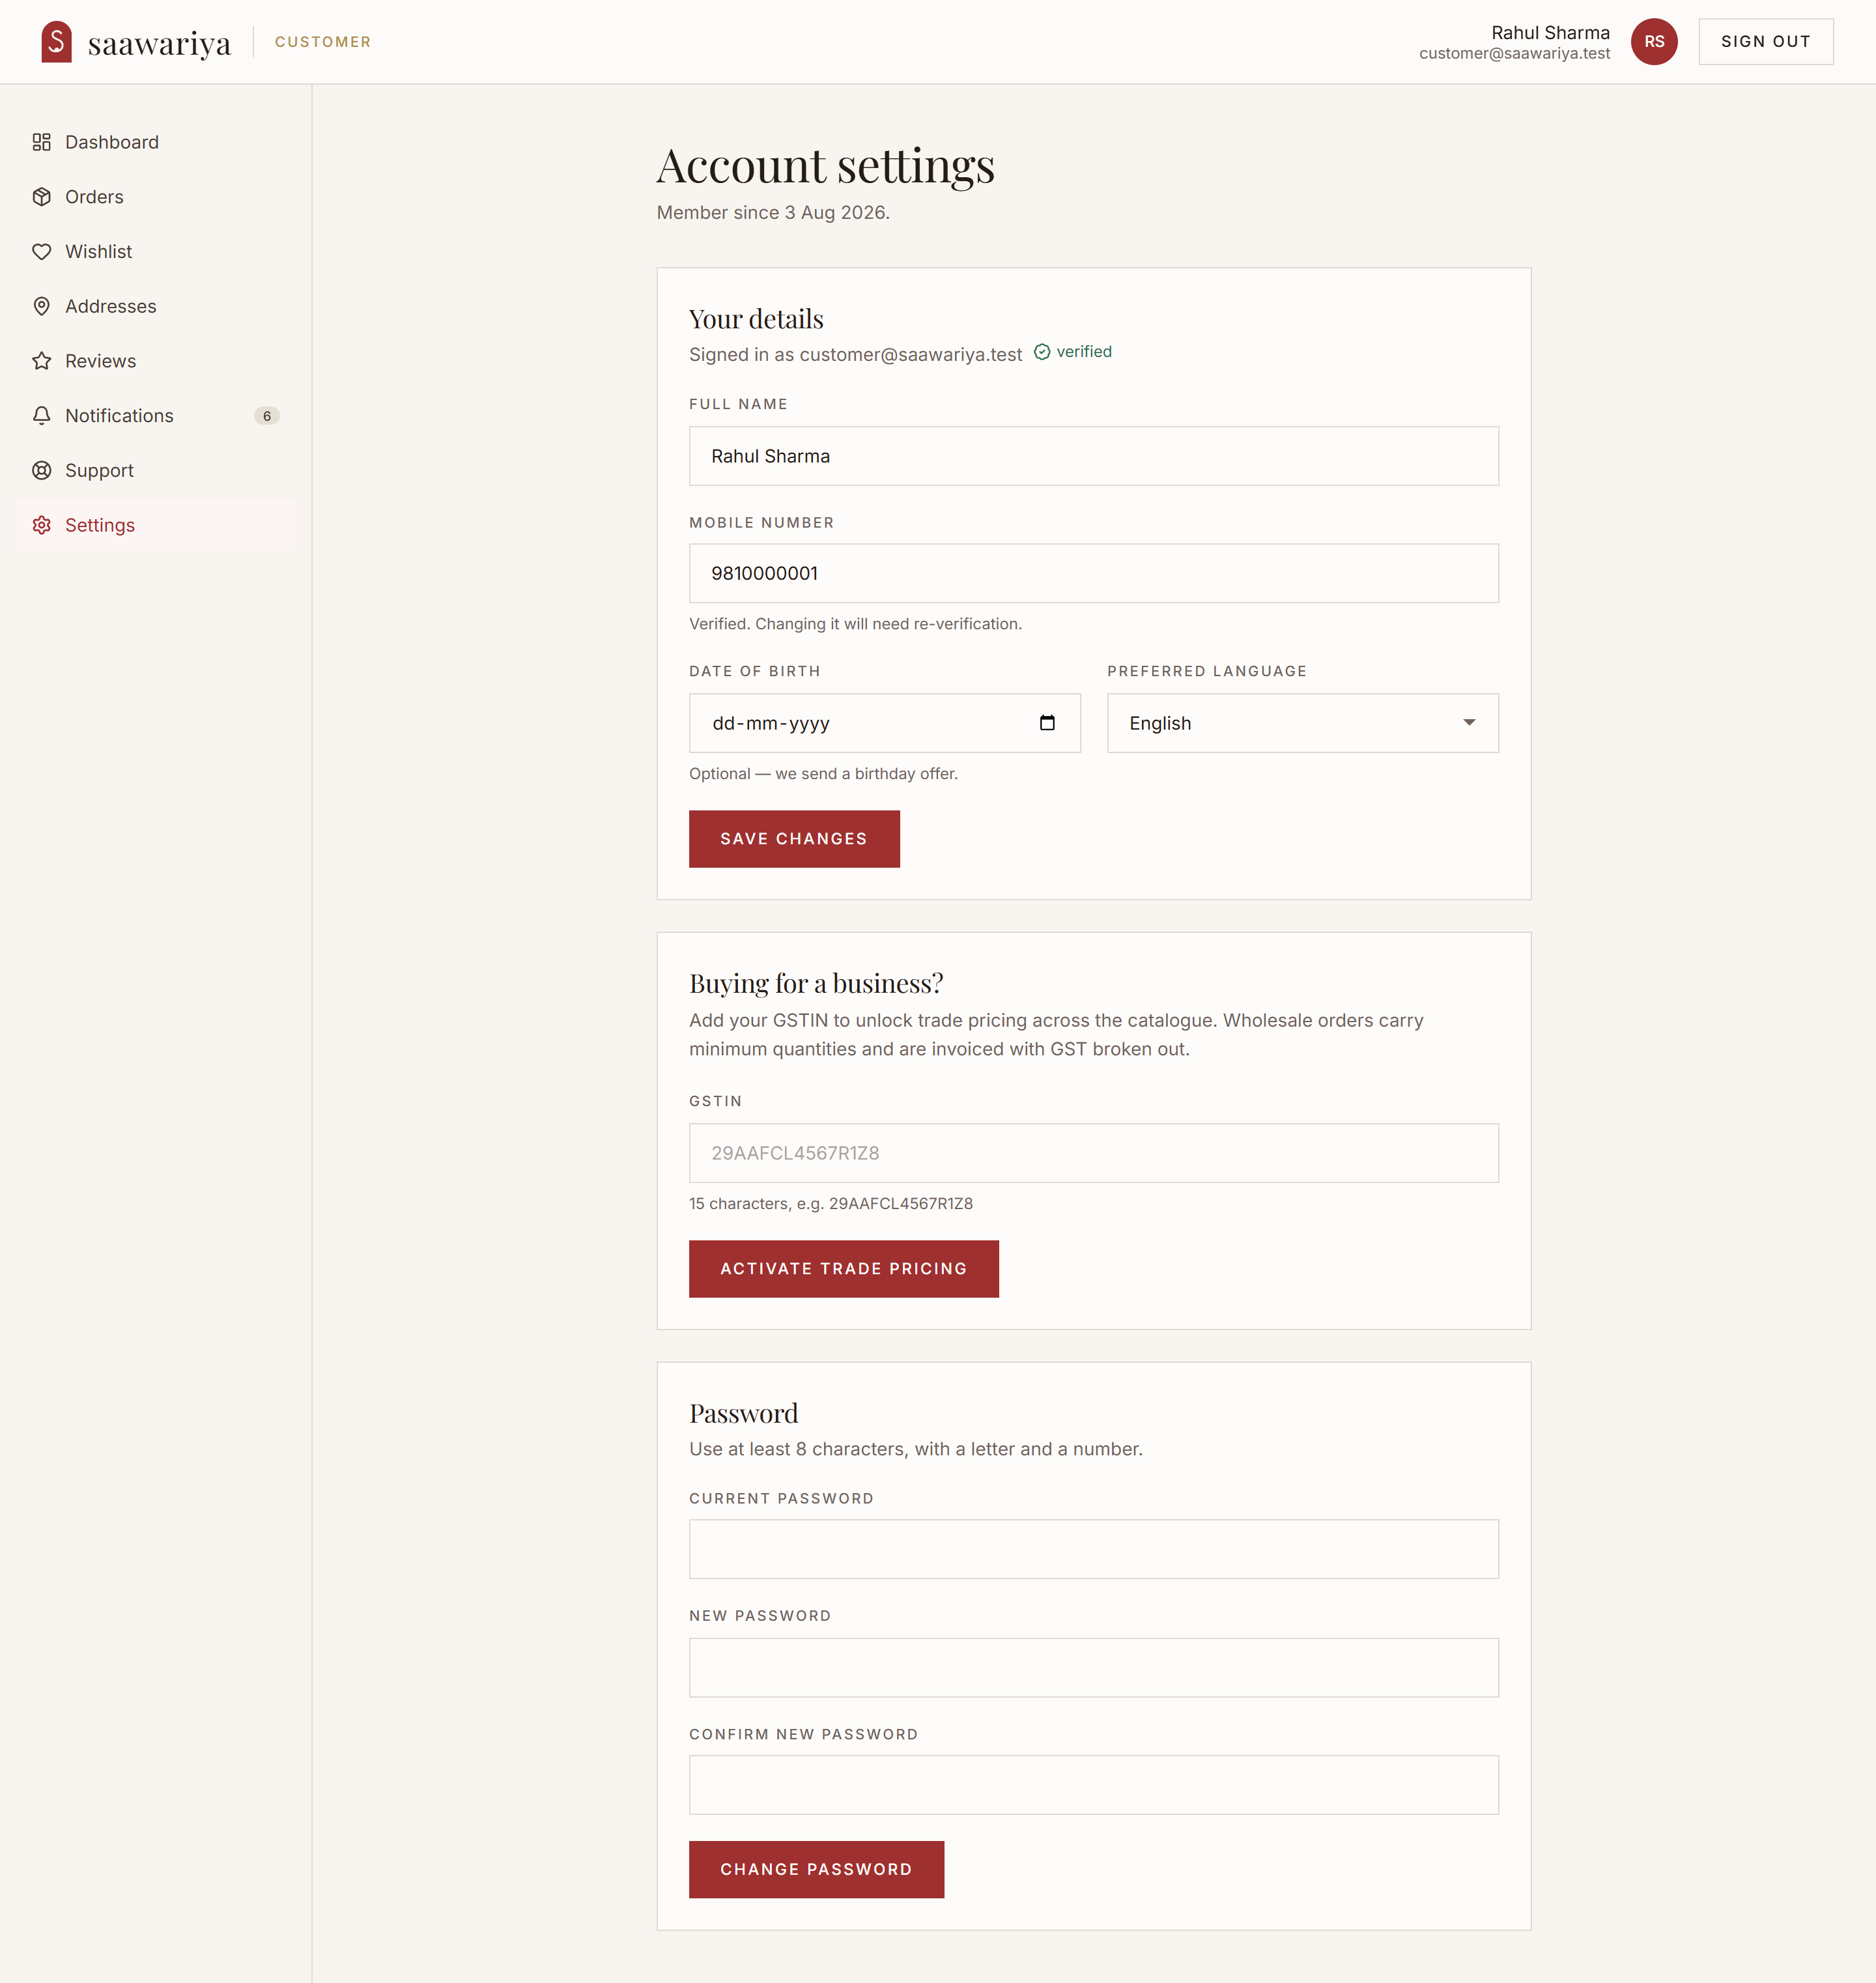 S saawariya CUSTOMER
Rahul Sharma
customer@saawariya.test
RS
SIGN OUT
Dashboard
Orders
Wishlist
Addresses
Reviews
Notifications 6
Support
Settings
Account settings
Member since 3 Aug 2026.
Your details
Signed in as customer@saawariya.test verified
FULL NAME
Rahul Sharma
MOBILE NUMBER
9810000001
Verified. Changing it will need re-verification.
DATE OF BIRTH
dd-mm-yyyy
Optional — we send a birthday offer.
PREFERRED LANGUAGE
English
SAVE CHANGES
Buying for a business?
Add your GSTIN to unlock trade pricing across the catalogue. Wholesale orders carry
minimum quantities and are invoiced with GST broken out.
GSTIN
29AAFCL4567R1Z8
15 characters, e.g. 29AAFCL4567R1Z8
ACTIVATE TRADE PRICING
Password
Use at least 8 characters, with a letter and a number.
CURRENT PASSWORD
NEW PASSWORD
CONFIRM NEW PASSWORD
CHANGE PASSWORD